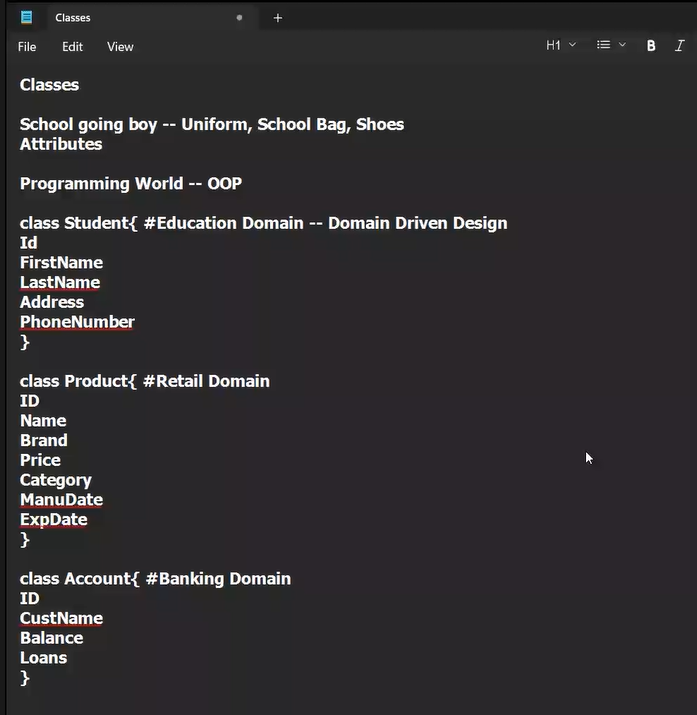 Classes
+
File Edit View
H1 B I
Classes
School going boy -- Uniform, School Bag, Shoes
Attributes
Programming World -- OOP
class Student{ #Education Domain -- Domain Driven Design
Id
FirstName
LastName
Address
PhoneNumber
}
class Product{ #Retail Domain
ID
Name
Brand
Price
Category
ManuDate
ExpDate
}
class Account{ #Banking Domain
ID
CustName
Balance
Loans
}